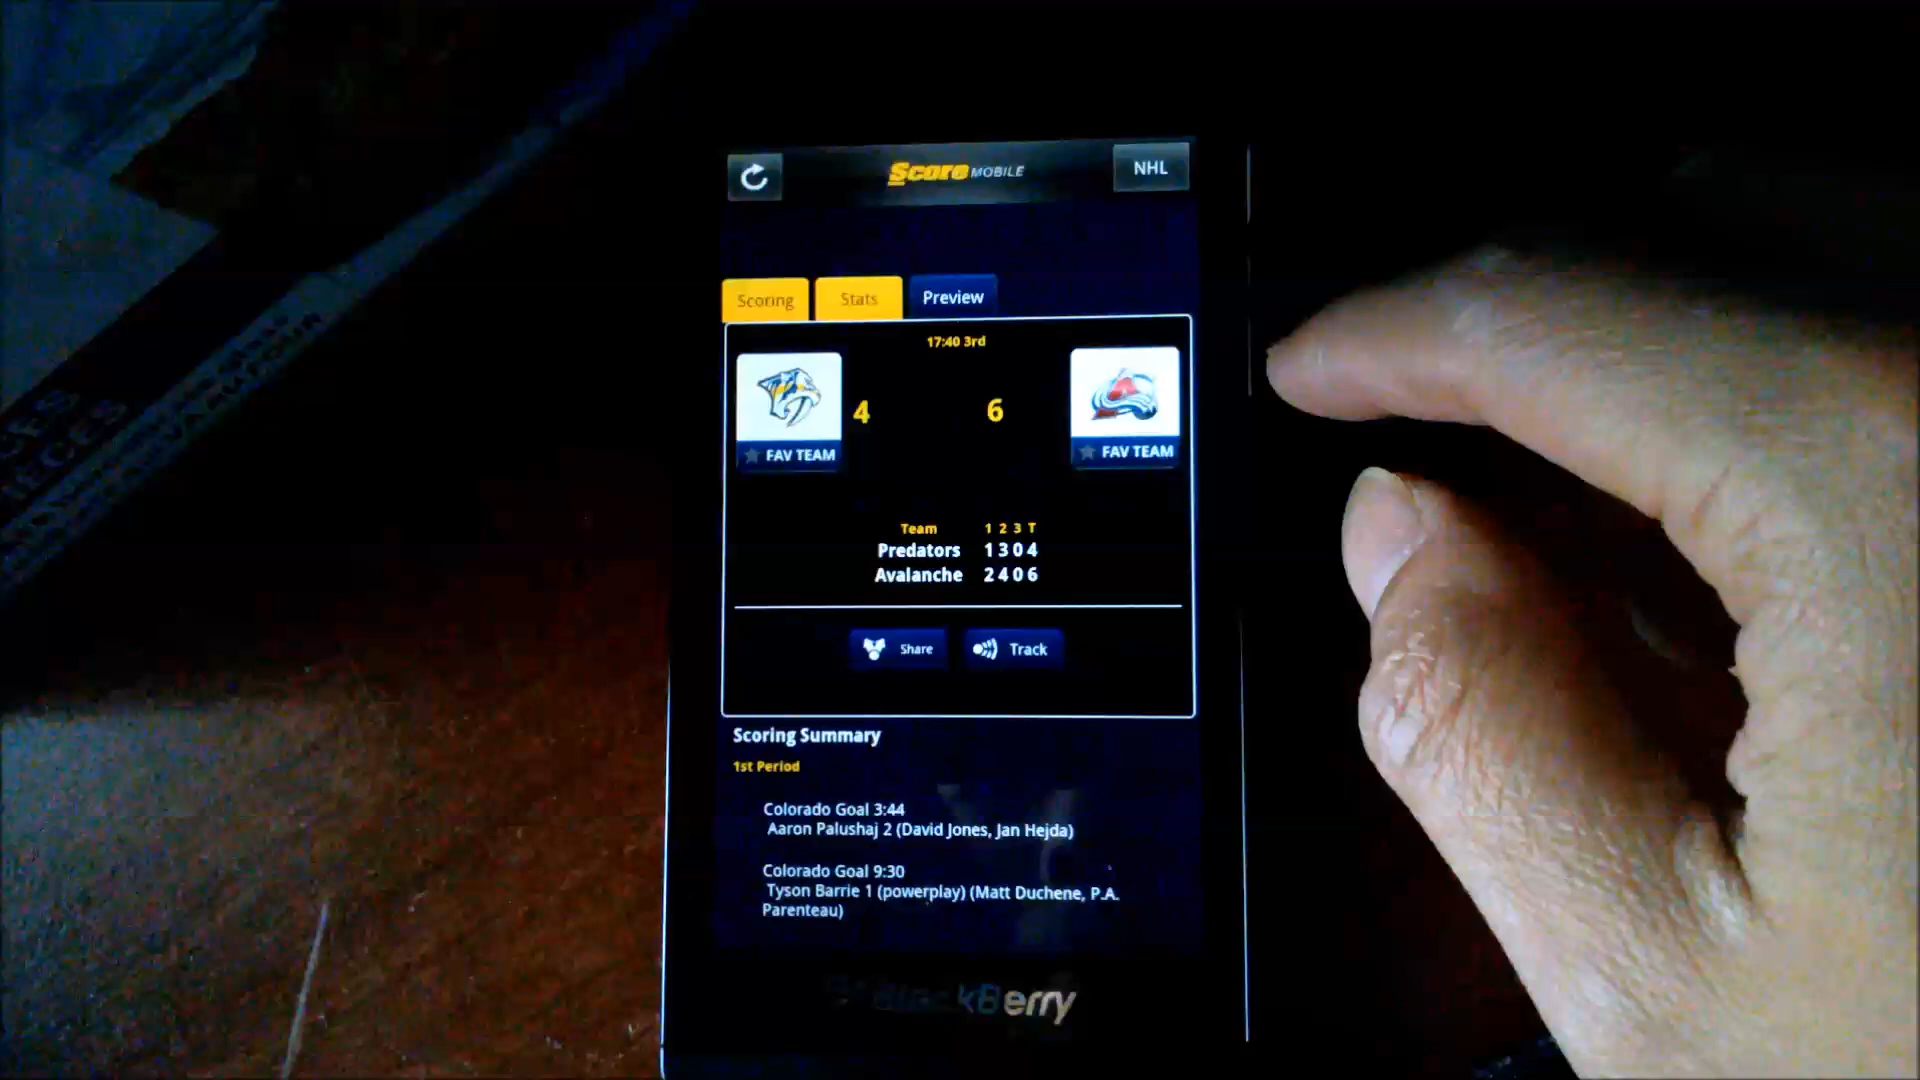 Score MOBILE
NHL
Scoring
Stats
Preview
17:40 3rd
4
6
FAV TEAM
FAV TEAM
Team 1 2 3 T
Predators 1 3 0 4
Avalanche 2 4 0 6
Share
Track
Scoring Summary
1st Period
Colorado Goal 3:44
Aaron Palushaj 2 (David Jones, Jan Hejda)
Colorado Goal 9:30
Tyson Barrie 1 (powerplay) (Matt Duchene, P.A.
Parenteau)
BlackBerry